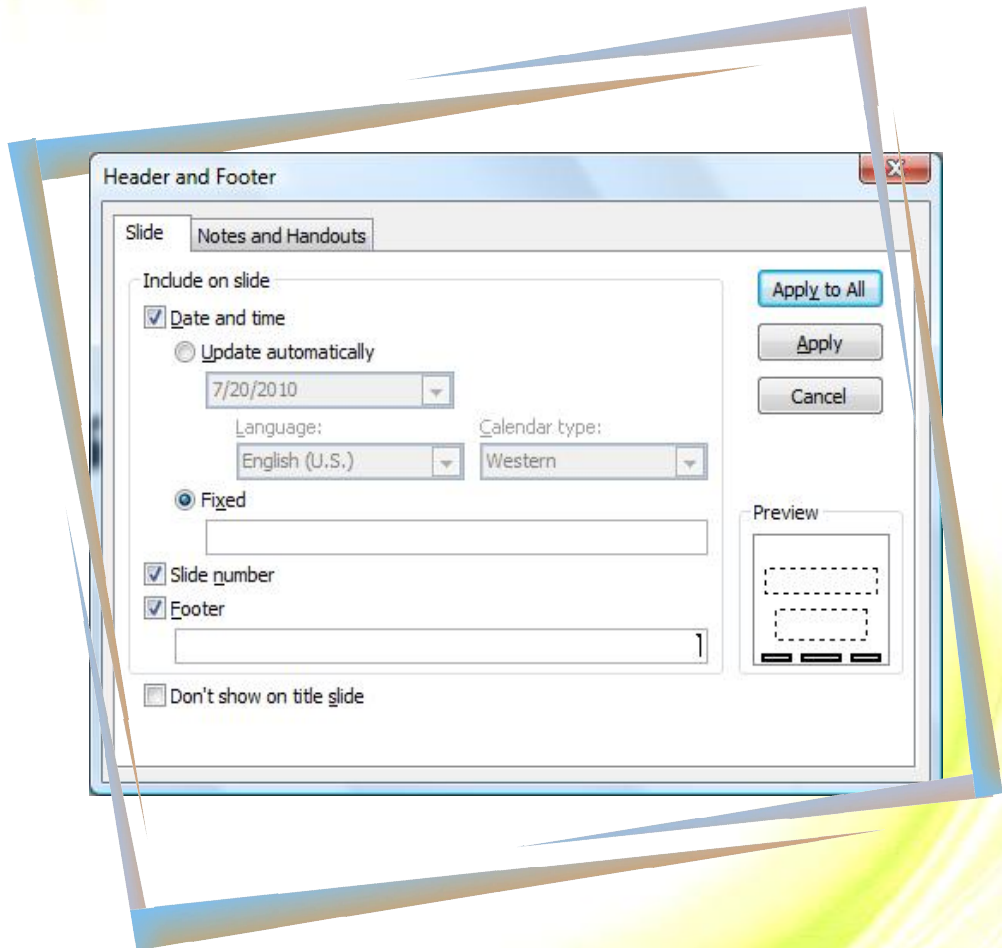 Header and Footer
Slide
Notes and Handouts
Include on slide
Date and time
Update automatically
7/20/2010
Language:
Calendar type:
English (U.S.)
Western
Fixed
Slide number
Footer
Don't show on title slide
Apply to All
Apply
Cancel
Preview